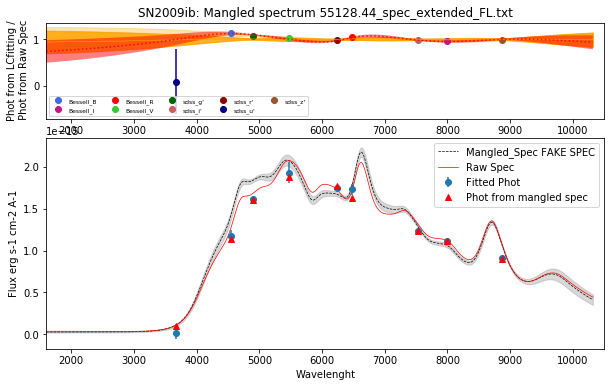 SN2009ib: Mangled spectrum 55128.44_spec_extended_FL.txt
Phot from LCfitting /
Phot from Raw Spec
1
0
Bessell_B
Bessell_R
sdss_g'
sdss_r'
sdss_z'
Bessell_I
Bessell_V
sdss_i'
sdss_u'
2000 3000 4000 5000 6000 7000 8000 9000 10000
1e−15
Mangled_Spec FAKE SPEC
Raw Spec
Fitted Phot
Phot from mangled spec
Flux erg s-1 cm-2 A-1
2.0
1.5
1.0
0.5
0.0
2000 3000 4000 5000 6000 7000 8000 9000 10000
Wavelenght